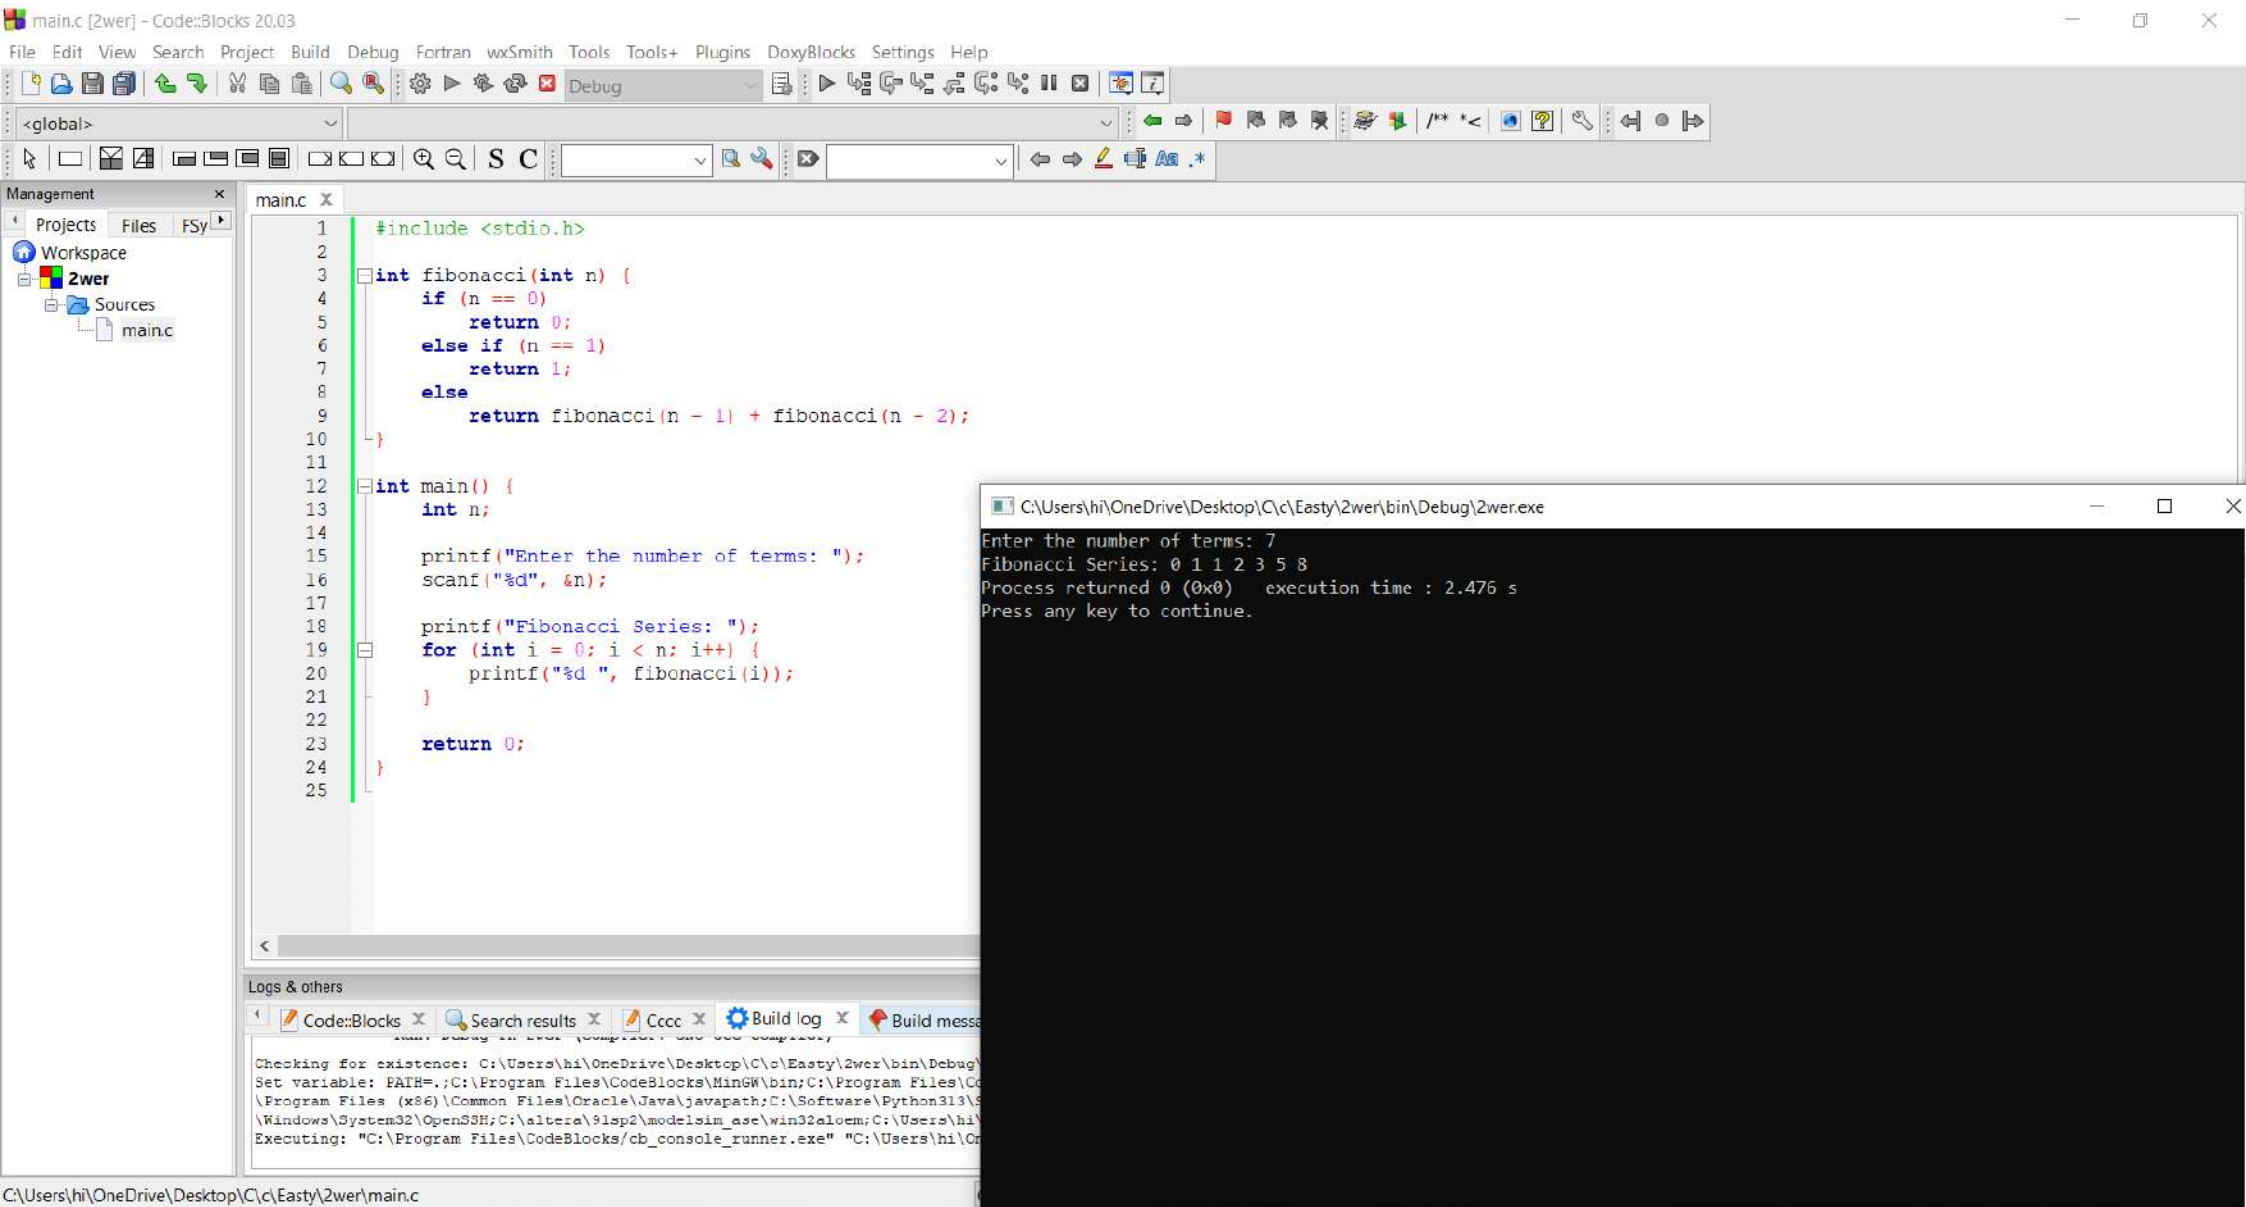 main.c [2wer] - Code::Blocks 20.03
File Edit View Search Project Build Debug Fortran wxSmith Tools Tools+ Plugins DoxyBlocks Settings Help
Debug
<global>
/** *<
S C
Aa .*
Management
Projects Files FSy
Workspace
2wer
Sources
main.c
main.c
1 #include <stdio.h>
2
3 int fibonacci(int n) {
4 if (n == 0)
5 return 0;
6 else if (n == 1)
7 return 1;
8 else
9 return fibonacci(n - 1) + fibonacci(n - 2);
10 }
11
12 int main() {
13 int n;
14
15 printf("Enter the number of terms: ");
16 scanf("%d", &n);
17
18 printf("Fibonacci Series: ");
19 for (int i = 0; i < n; i++) {
20 printf("%d ", fibonacci(i));
21 }
22
23 return 0;
24 }
25
C:\Users\hi\OneDrive\Desktop\C\c\Easty\2wer\bin\Debug\2wer.exe
Enter the number of terms: 7
Fibonacci Series: 0 1 1 2 3 5 8
Process returned 0 (0x0) execution time : 2.476 s
Press any key to continue.
Logs & others
Code::Blocks Search results Cccc Build log Build messa
Checking for existence: C:\Users\hi\OneDrive\Desktop\C\c\Easty\2wer\bin\Debug\
Set variable: PATH=.;C:\Program Files\CodeBlocks\MinGW\bin;C:\Program Files\Co
\Program Files (x86)\Common Files\Oracle\Java\javapath;C:\Software\Python313\S
\Windows\System32\OpenSSH;C:\altera\91sp2\modelsim_ase\win32aloem;C:\Users\hi\
Executing: "C:\Program Files\CodeBlocks/cb_console_runner.exe" "C:\Users\hi\On
C:\Users\hi\OneDrive\Desktop\C\c\Easty\2wer\main.c